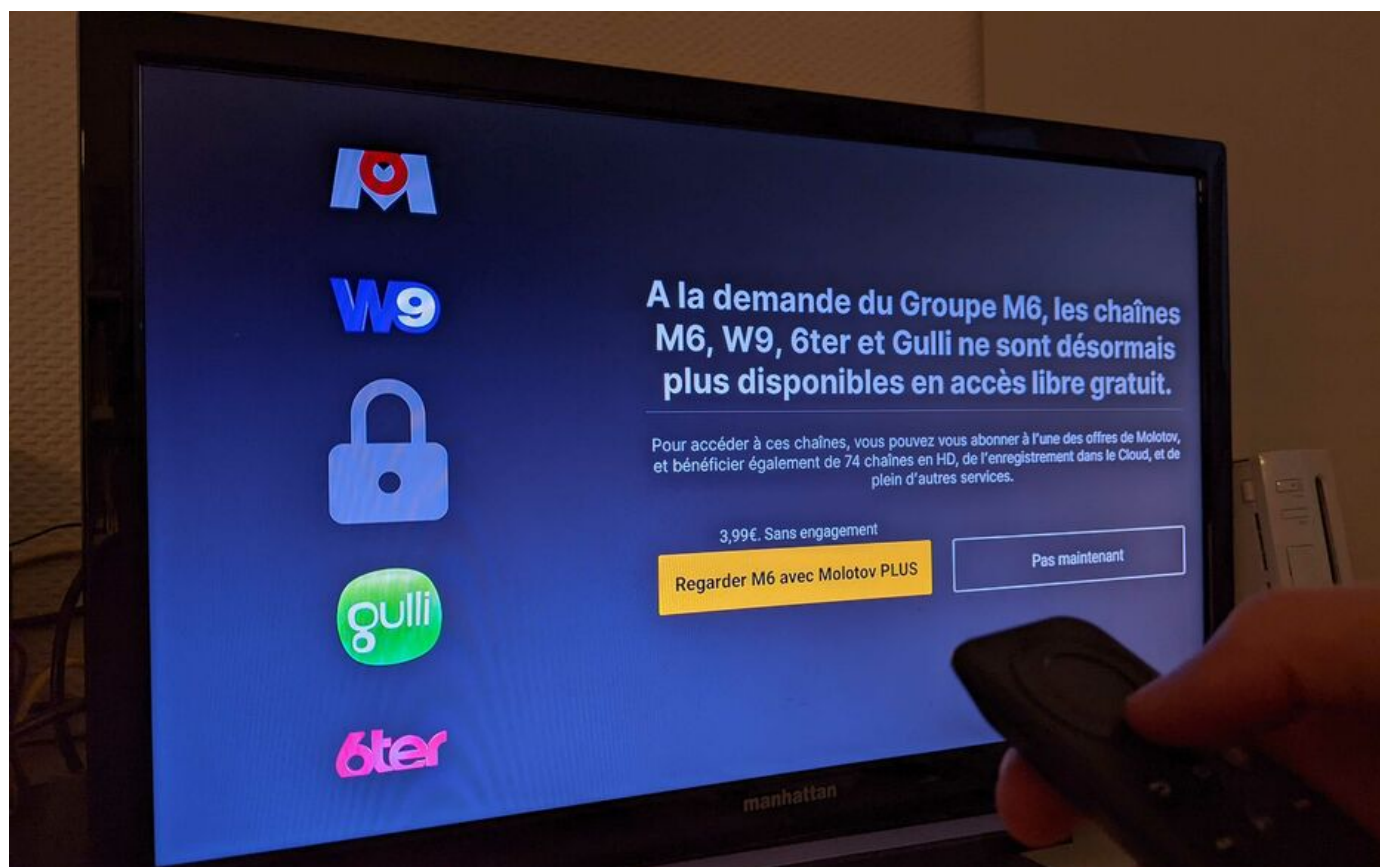 M
W9
gulli
6ter
A la demande du Groupe M6, les chaînes
M6, W9, 6ter et Gulli ne sont désormais
plus disponibles en accès libre gratuit.
Pour accéder à ces chaînes, vous pouvez vous abonner à l'une des offres de Molotov,
et bénéficier également de 74 chaînes en HD, de l'enregistrement dans le Cloud, et de
plein d'autres services.
3,99€. Sans engagement
Regarder M6 avec Molotov PLUS
Pas maintenant
manhattan